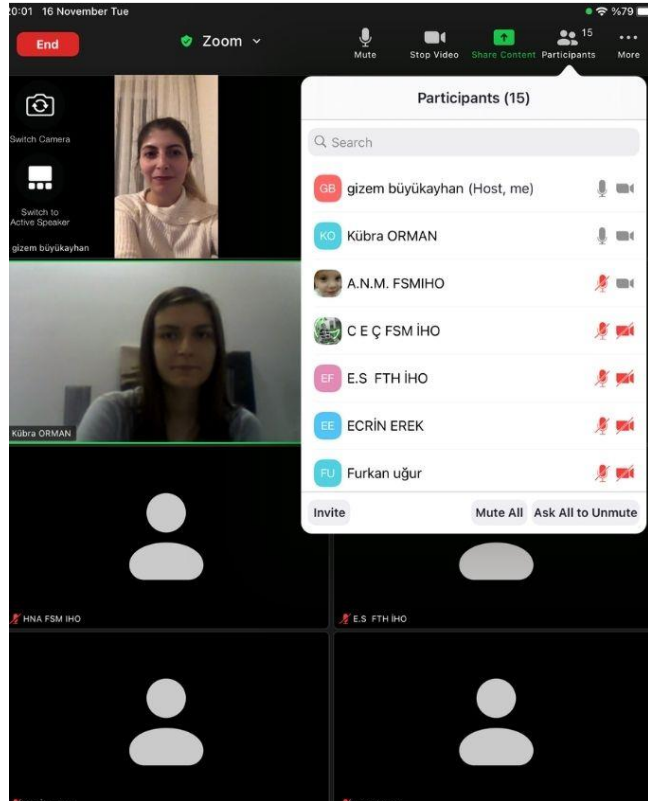 20:01 16 November Tue
%79
End
Zoom
15
Mute
Stop Video
Share Content
Participants
More
Participants (15)
Search
Switch Camera
Switch to
Active Speaker
gizem büyükayhan
GB gizem büyükayhan (Host, me)
KO Kübra ORMAN
A.N.M. FSMIHO
C E Ç FSM İHO
EF E.S FTH İHO
EE ECRİN EREK
FU Furkan uğur
Invite
Mute All
Ask All to Unmute
Kübra ORMAN
HNA FSM IHO
E.S FTH İHO